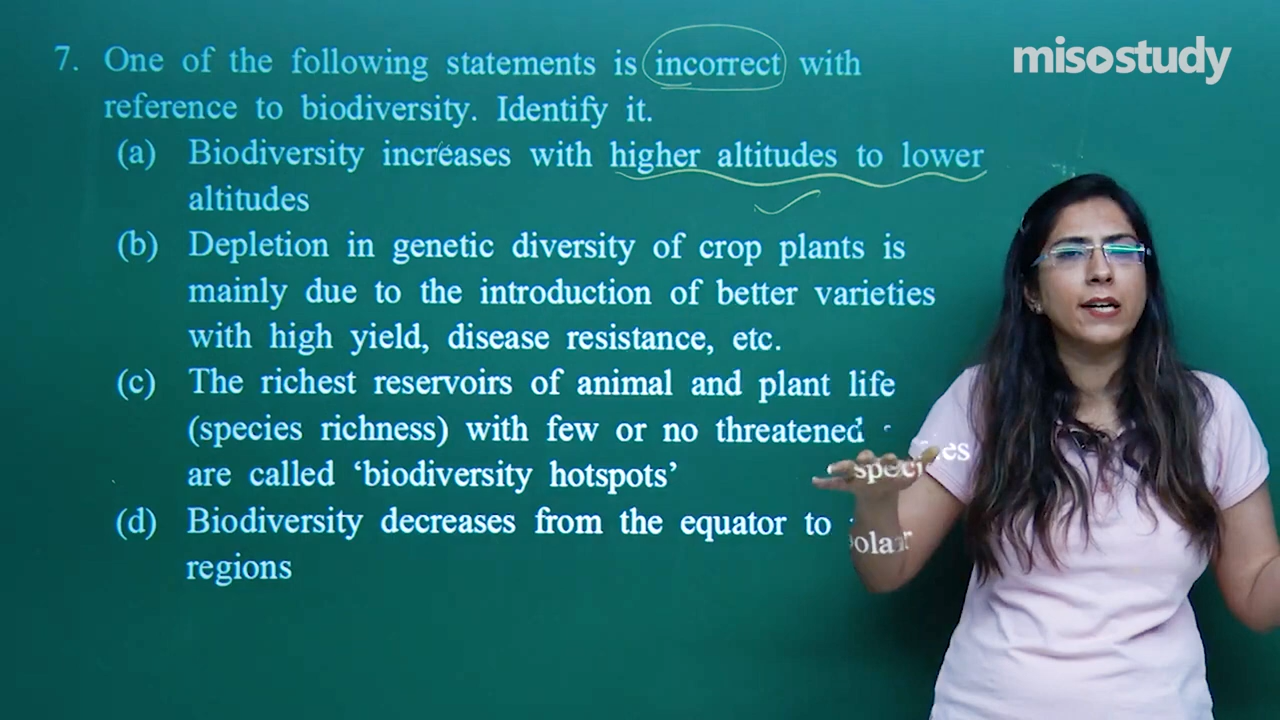 misostudy
7. One of the following statements is incorrect with
reference to biodiversity. Identify it.
(a) Biodiversity increases with higher altitudes to lower
altitudes
(b) Depletion in genetic diversity of crop plants is
mainly due to the introduction of better varieties
with high yield, disease resistance, etc.
(c) The richest reservoirs of animal and plant life
(species richness) with few or no threatened species
are called ‘biodiversity hotspots’
(d) Biodiversity decreases from the equator to polar
regions